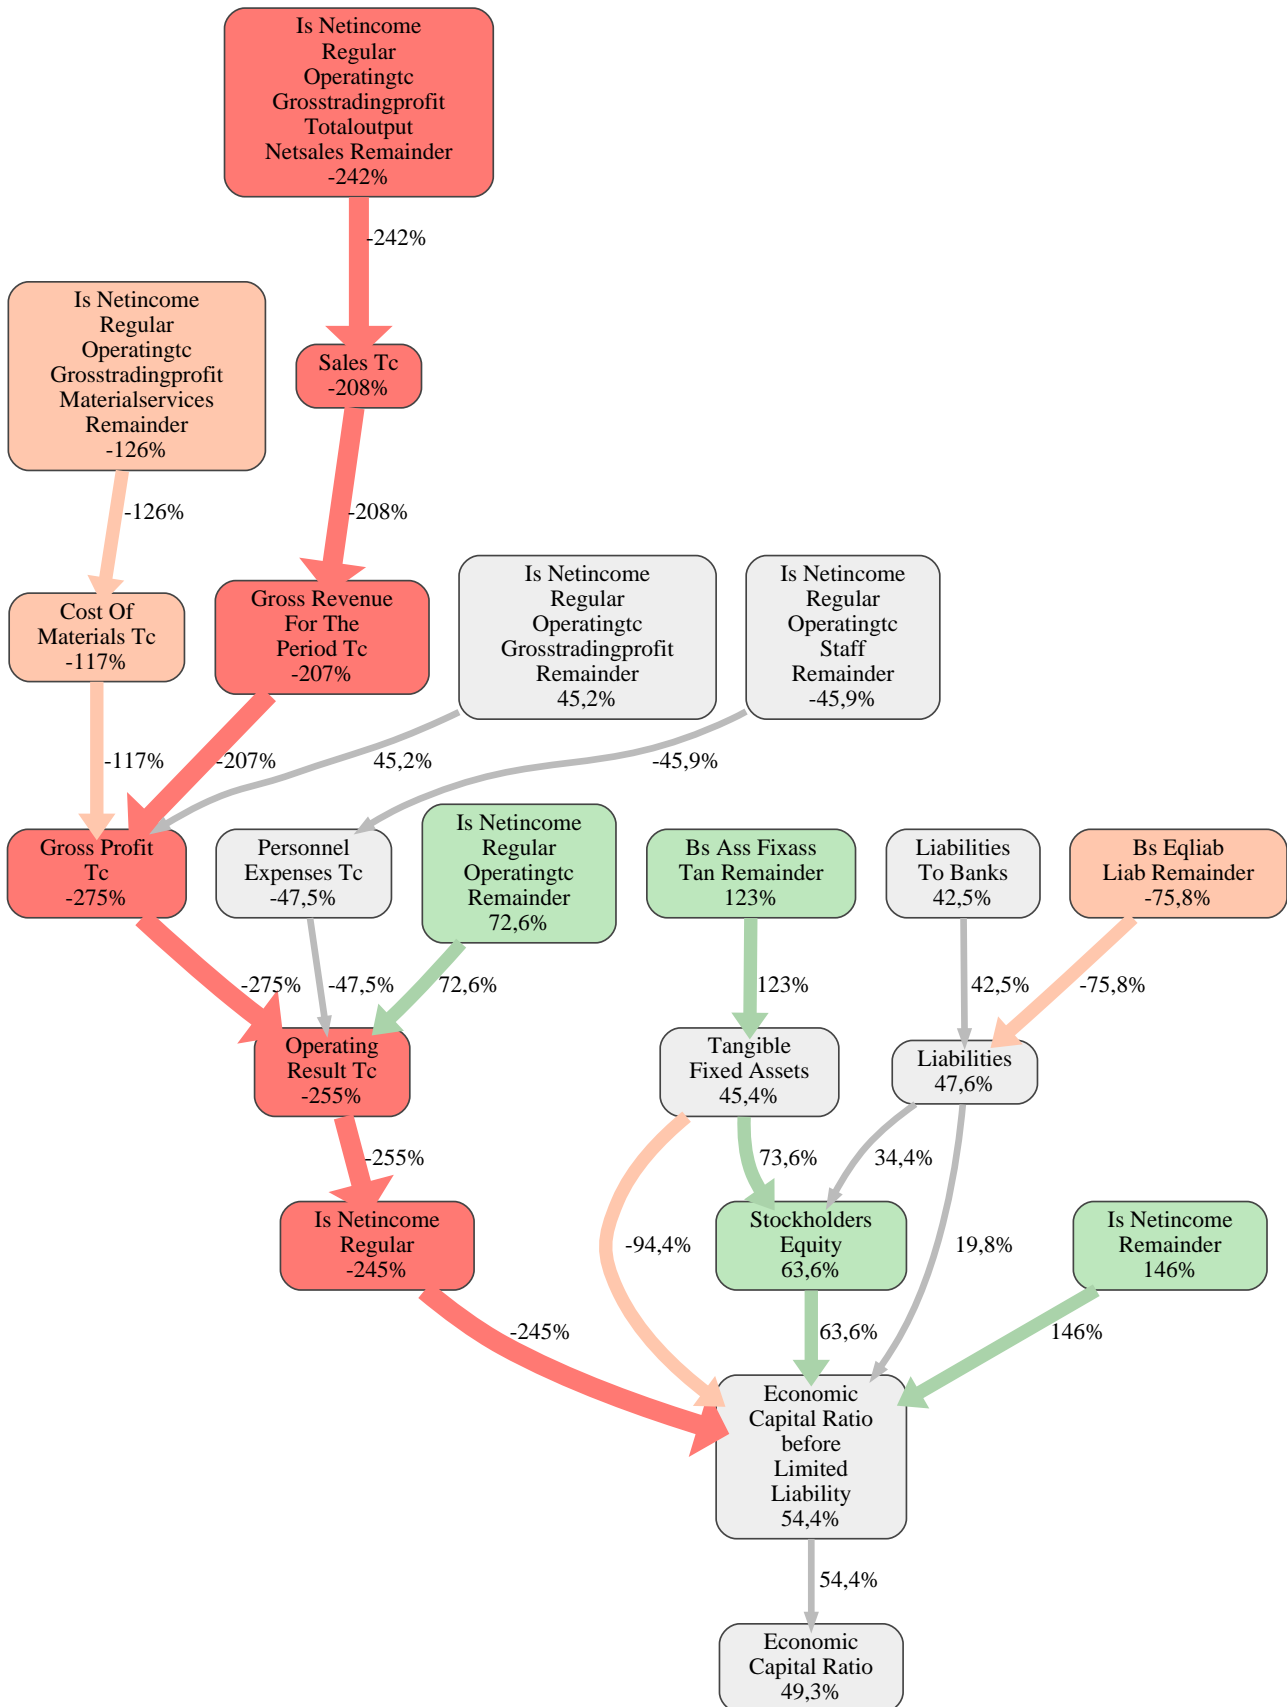 Is Netincome
Regular
Operatingtc
Grosstradingprofit
Totaloutput
Netsales Remainder
-242%
-242%
Is Netincome
Regular
Operatingtc
Grosstradingprofit
Materialservices
Remainder
-126%
Sales Tc
-208%
-126%
-208%
Cost Of
Materials Tc
-117%
Gross Revenue
For The
Period Tc
-207%
Is Netincome
Regular
Operatingtc
Grosstradingprofit
Remainder
45,2%
Is Netincome
Regular
Operatingtc
Staff
Remainder
-45,9%
-117%
-207%
45,2%
-45,9%
Gross Profit
Tc
-275%
Personnel
Expenses Tc
-47,5%
Is Netincome
Regular
Operatingtc
Remainder
72,6%
Bs Ass Fixass
Tan Remainder
123%
Liabilities
To Banks
42,5%
Bs Eqliab
Liab Remainder
-75,8%
-275%
-47,5%
72,6%
123%
42,5%
-75,8%
Operating
Result Tc
-255%
Tangible
Fixed Assets
45,4%
Liabilities
47,6%
-255%
73,6%
34,4%
Is Netincome
Regular
-245%
-94,4%
Stockholders
Equity
63,6%
19,8%
Is Netincome
Remainder
146%
-245%
63,6%
146%
Economic
Capital Ratio
before
Limited
Liability
54,4%
54,4%
Economic
Capital Ratio
49,3%